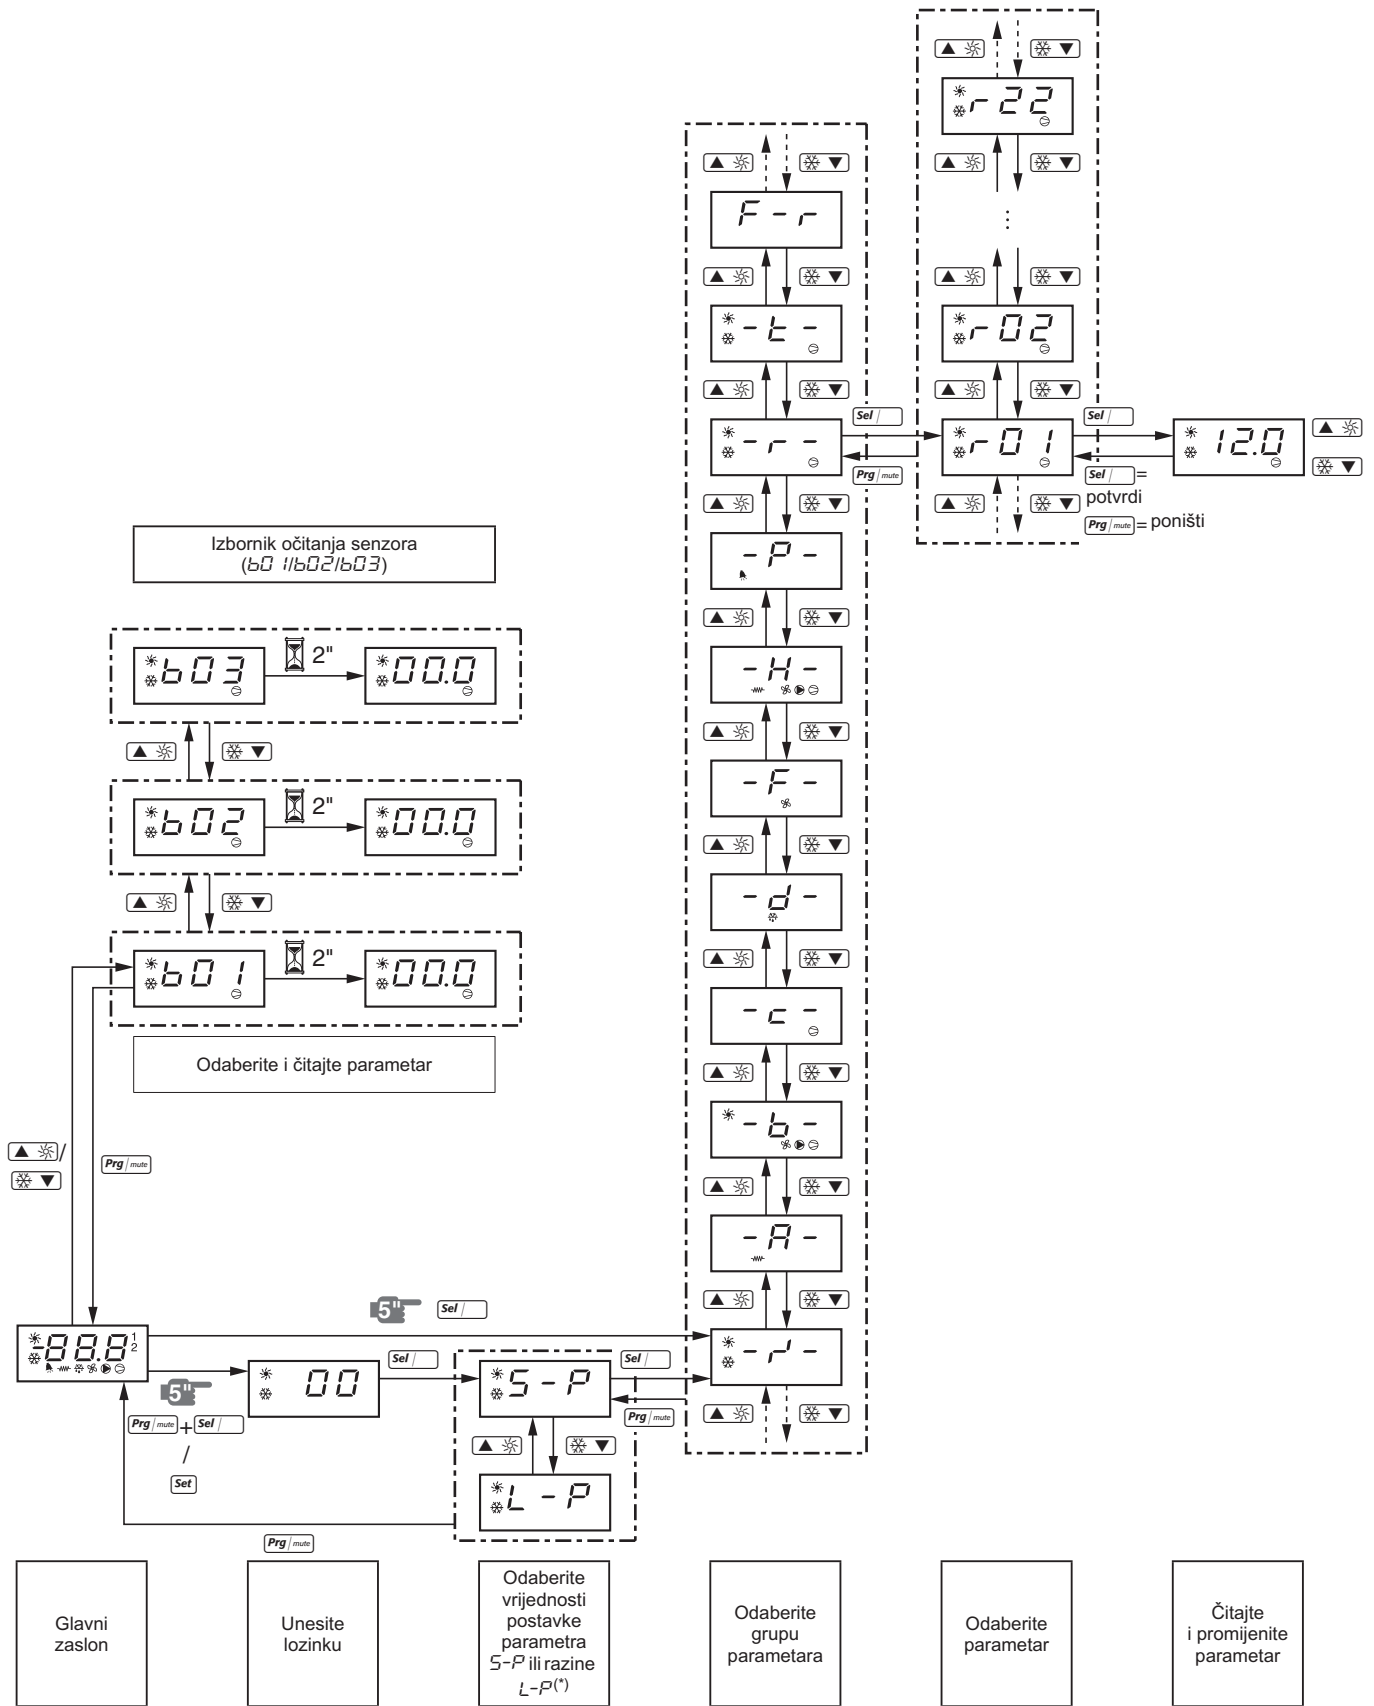 r22
F-r
-t-
r02
-r-
Sel
r01
Sel
12.0
Prg/mute
Sel =
potvrdi
Prg/mute = poništi
-P-
Izbornik očitanja senzora
(b01/b02/b03)
-H-
b03
2"
00.0
-F-
b02
2"
00.0
-d-
b01
2"
00.0
-c-
Odaberite i čitajte parametar
-b-
/
Prg/mute
-A-
5"
Sel
-88.8
1
2
-r-
00
Sel
S-P
Sel
5"
Prg/mute + Sel
/
Set
Prg/mute
L-P
Prg/mute
Glavni
zaslon
Unesite
lozinku
Odaberite
vrijednosti
postavke
parametra
S-P ili razine
L-P(*)
Odaberite
grupu
parametara
Odaberite
parametar
Čitajte
i promijenite
parametar